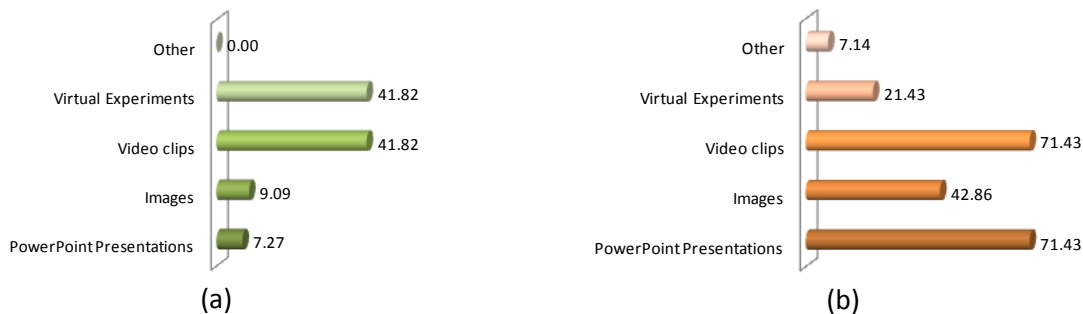 Other 0.00
Virtual Experiments 41.82
Video clips 41.82
Images 9.09
PowerPoint Presentations 7.27
(a)
Other 7.14
Virtual Experiments 21.43
Video clips 71.43
Images 42.86
PowerPoint Presentations 71.43
(b)